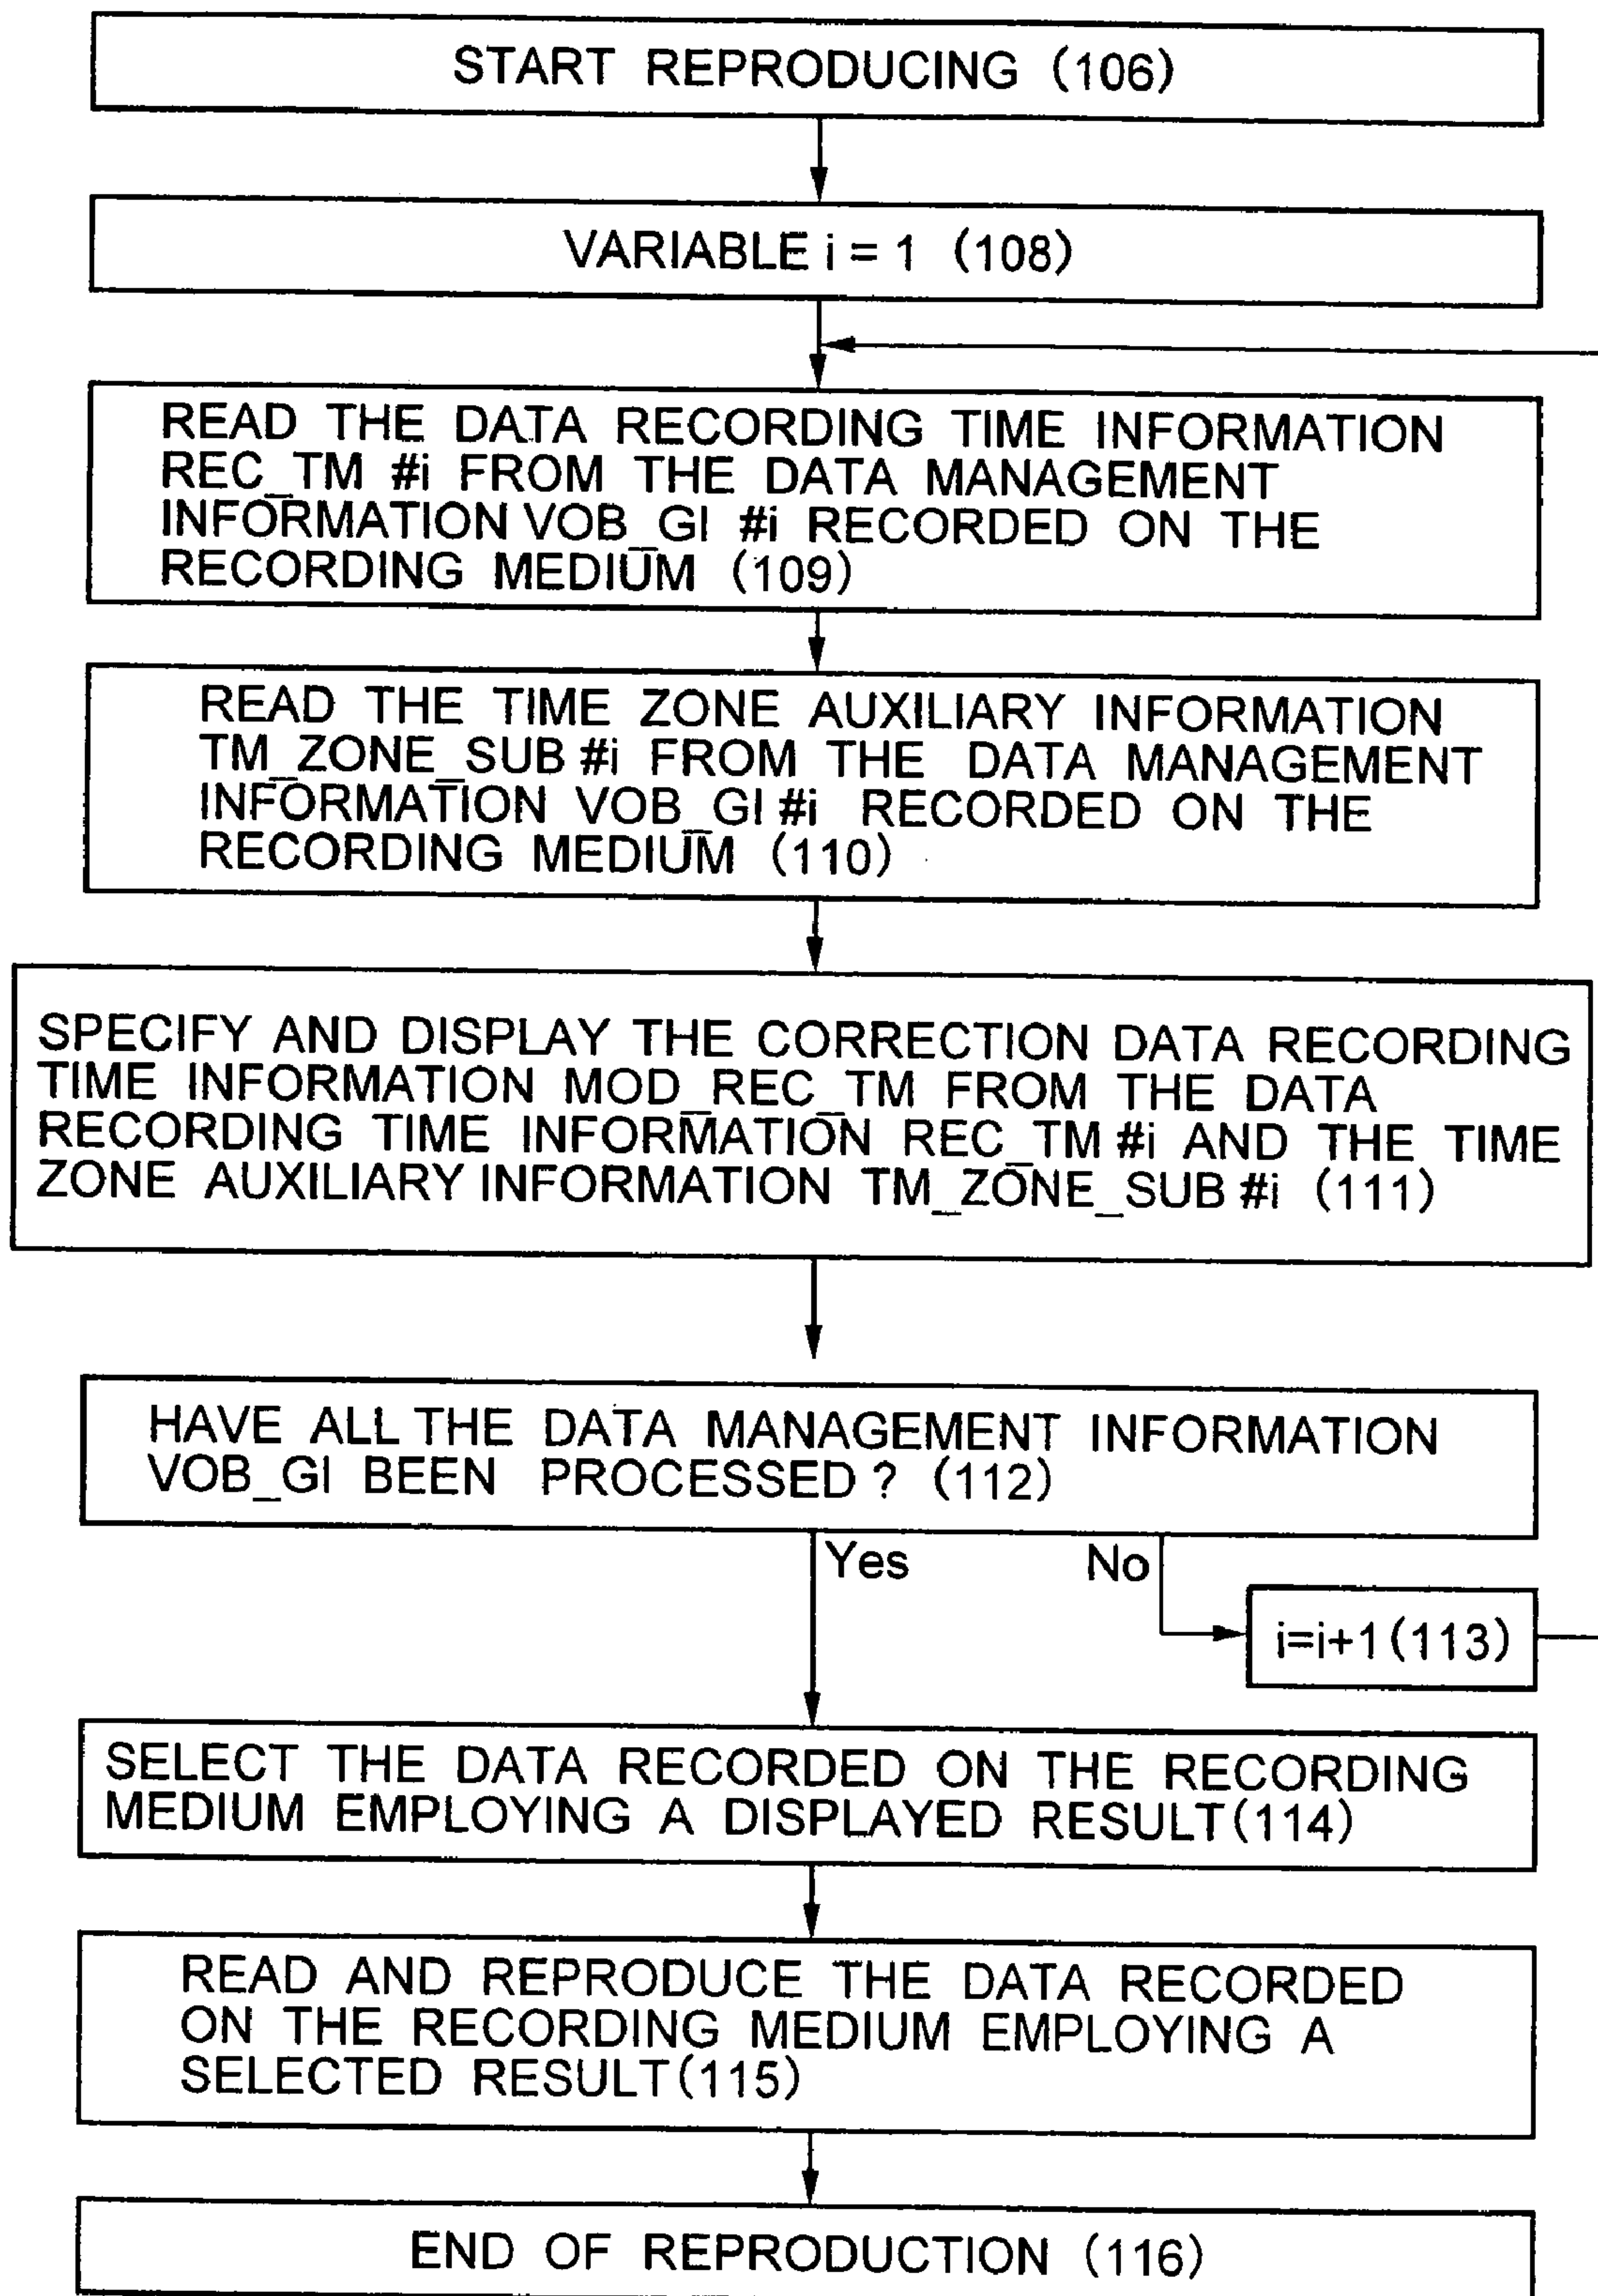 START REPRODUCING (106)
VARIABLE i = 1 (108)
READ THE DATA RECORDING TIME INFORMATION
REC_TM #i FROM THE DATA MANAGEMENT
INFORMATION VOB_GI #i RECORDED ON THE
RECORDING MEDIUM (109)
READ THE TIME ZONE AUXILIARY INFORMATION
TM_ZONE_SUB #i FROM THE DATA MANAGEMENT
INFORMATION VOB_GI #i RECORDED ON THE
RECORDING MEDIUM (110)
SPECIFY AND DISPLAY THE CORRECTION DATA RECORDING
TIME INFORMATION MOD_REC_TM FROM THE DATA
RECORDING TIME INFORMATION REC_TM #i AND THE TIME
ZONE AUXILIARY INFORMATION TM_ZONE_SUB #i (111)
HAVE ALL THE DATA MANAGEMENT INFORMATION
VOB_GI BEEN PROCESSED ? (112)
Yes No
i=i+1 (113)
SELECT THE DATA RECORDED ON THE RECORDING
MEDIUM EMPLOYING A DISPLAYED RESULT (114)
READ AND REPRODUCE THE DATA RECORDED
ON THE RECORDING MEDIUM EMPLOYING A
SELECTED RESULT (115)
END OF REPRODUCTION (116)